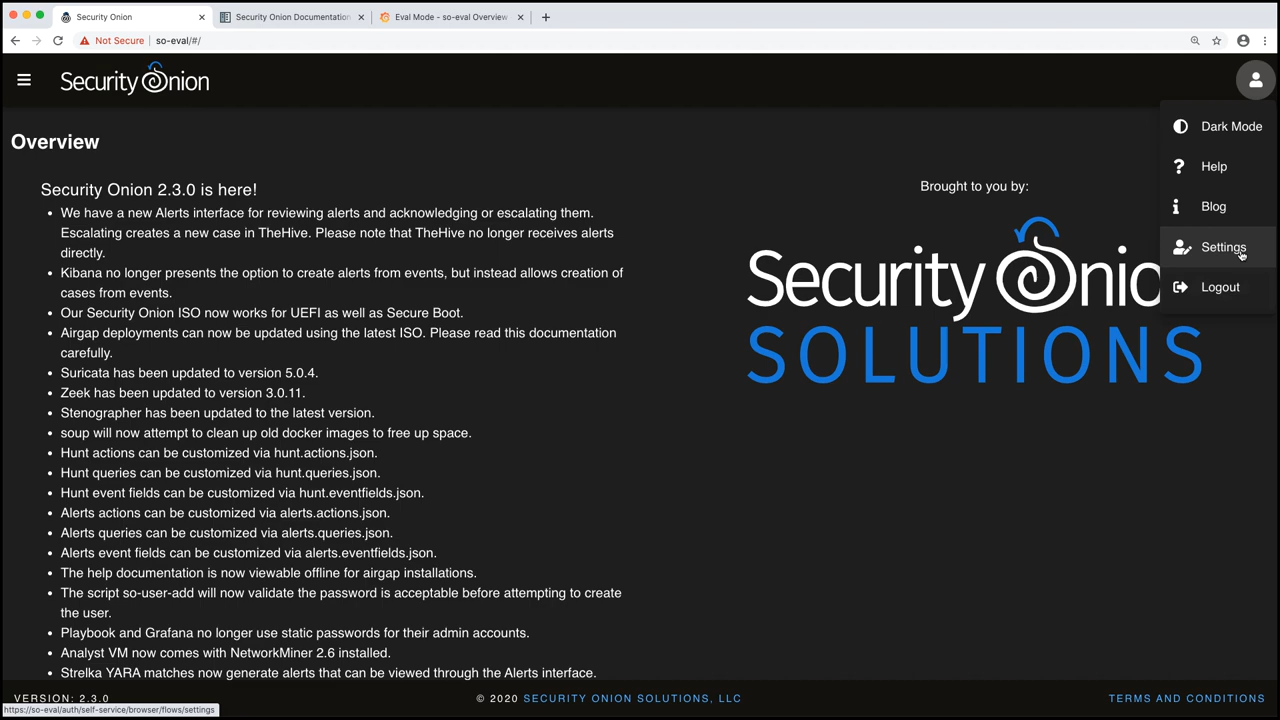 Security Onion
Security Onion Documentation
Eval Mode - so-eval Overview
Not Secure
so-eval/#/
Security Onion
Dark Mode
Help
Blog
Settings
Logout
Overview
Security Onion 2.3.0 is here!
• We have a new Alerts interface for reviewing alerts and acknowledging or escalating them.
Escalating creates a new case in TheHive. Please note that TheHive no longer receives alerts
directly.
• Kibana no longer presents the option to create alerts from events, but instead allows creation of
cases from events.
• Our Security Onion ISO now works for UEFI as well as Secure Boot.
• Airgap deployments can now be updated using the latest ISO. Please read this documentation
carefully.
• Suricata has been updated to version 5.0.4.
• Zeek has been updated to version 3.0.11.
• Stenographer has been updated to the latest version.
• soup will now attempt to clean up old docker images to free up space.
• Hunt actions can be customized via hunt.actions.json.
• Hunt queries can be customized via hunt.queries.json.
• Hunt event fields can be customized via hunt.eventfields.json.
• Alerts actions can be customized via alerts.actions.json.
• Alerts queries can be customized via alerts.queries.json.
• Alerts event fields can be customized via alerts.eventfields.json.
• The help documentation is now viewable offline for airgap installations.
• The script so-user-add will now validate the password is acceptable before attempting to create
the user.
• Playbook and Grafana no longer use static passwords for their admin accounts.
• Analyst VM now comes with NetworkMiner 2.6 installed.
• Strelka YARA matches now generate alerts that can be viewed through the Alerts interface.
Brought to you by:
Security Onio
SOLUTIONS
VERSION: 2.3.0
© 2020 SECURITY ONION SOLUTIONS, LLC
TERMS AND CONDITIONS
https://so-eval/auth/self-service/browser/flows/settings